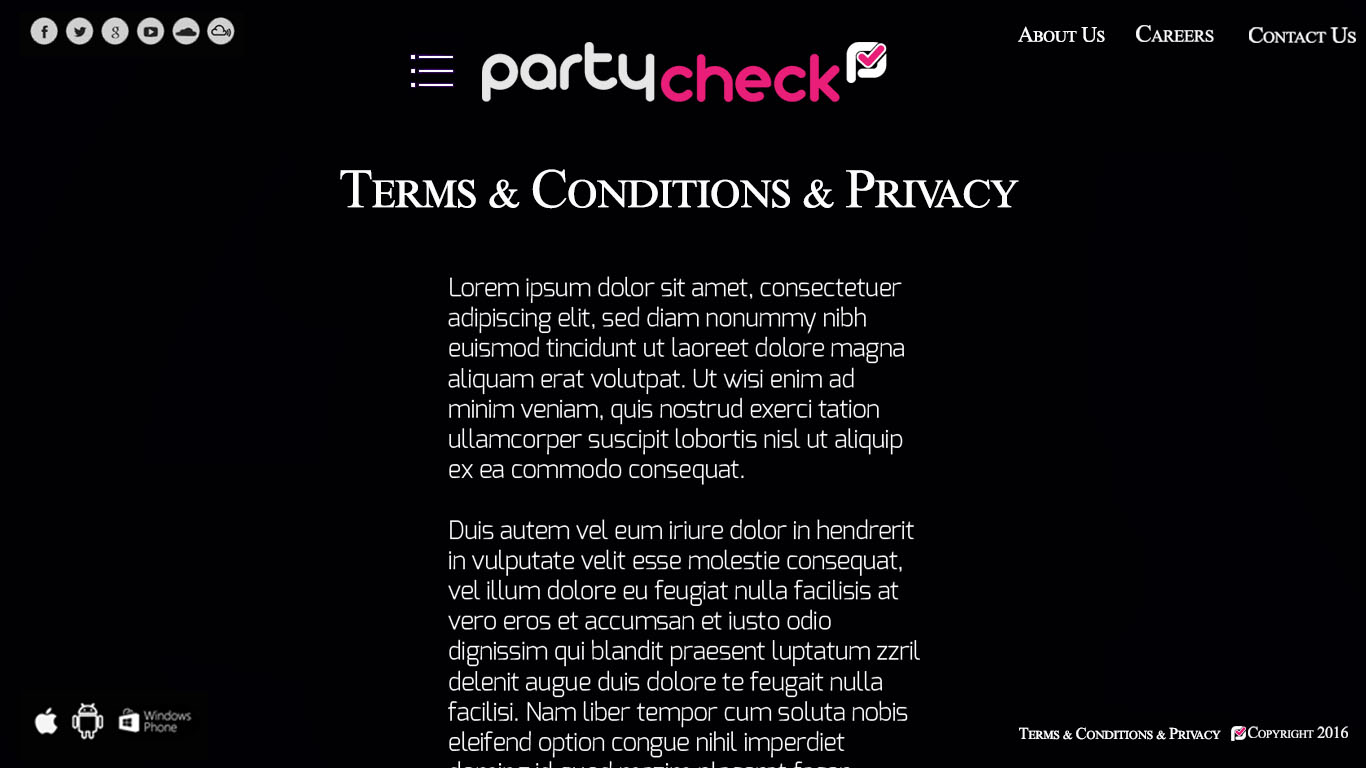 About Us
Careers
Contact Us
partycheck
Terms & Conditions & Privacy
Lorem ipsum dolor sit amet, consectetuer
adipiscing elit, sed diam nonummy nibh
euismod tincidunt ut laoreet dolore magna
aliquam erat volutpat. Ut wisi enim ad
minim veniam, quis nostrud exerci tation
ullamcorper suscipit lobortis nisl ut aliquip
ex ea commodo consequat.
Duis autem vel eum iriure dolor in hendrerit
in vulputate velit esse molestie consequat,
vel illum dolore eu feugiat nulla facilisis at
vero eros et accumsan et iusto odio
dignissim qui blandit praesent luptatum zzril
delenit augue duis dolore te feugait nulla
facilisi. Nam liber tempor cum soluta nobis
eleifend option congue nihil imperdiet
Windows
Phone
Terms & Conditions & Privacy
Copyright 2016